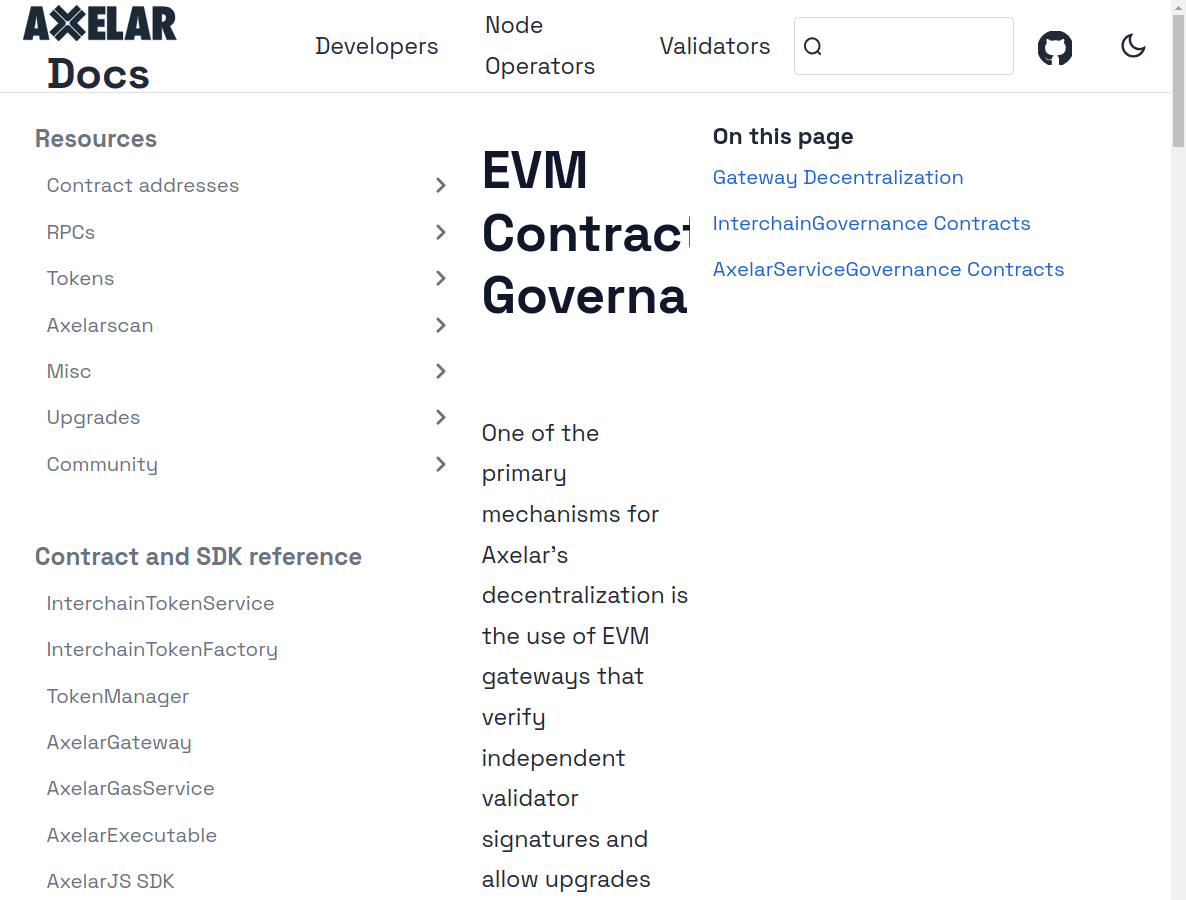 AXELAR
Docs
Developers
Node
Operators
Validators
Resources
Contract addresses
RPCs
Tokens
Axelarscan
Misc
Upgrades
Community
Contract and SDK reference
InterchainTokenService
InterchainTokenFactory
TokenManager
AxelarGateway
AxelarGasService
AxelarExecutable
AxelarJS SDK
EVM
Contract
Governa
One of the
primary
mechanisms for
Axelar’s
decentralization is
the use of EVM
gateways that
verify
independent
validator
signatures and
allow upgrades
On this page
Gateway Decentralization
InterchainGovernance Contracts
AxelarServiceGovernance Contracts